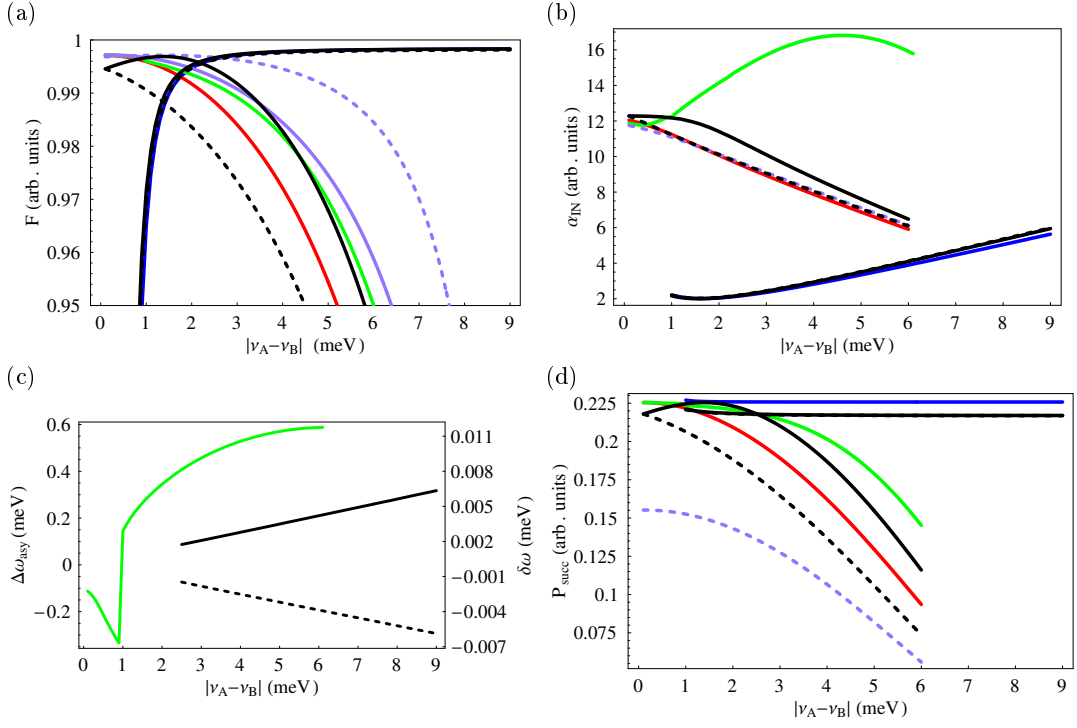 (a)
1
0.99
0.98
0.97
0.96
0.95
F (arb. units)
0 1 2 3 4 5 6 7 8 9
|νA−νB| (meV)
(b)
16
14
12
10
8
6
4
2
αIN (arb. units)
0 1 2 3 4 5 6 7 8 9
|νA−νB| (meV)
(c)
0.6
0.4
0.2
0
−0.2
Δωasy (meV)
0.011
0.008
0.005
0.002
−0.001
−0.004
−0.007
δω (meV)
0 1 2 3 4 5 6 7 8 9
|νA−νB| (meV)
(d)
0.225
0.2
0.175
0.15
0.125
0.1
0.075
Psucc (arb. units)
0 1 2 3 4 5 6 7 8 9
|νA−νB| (meV)